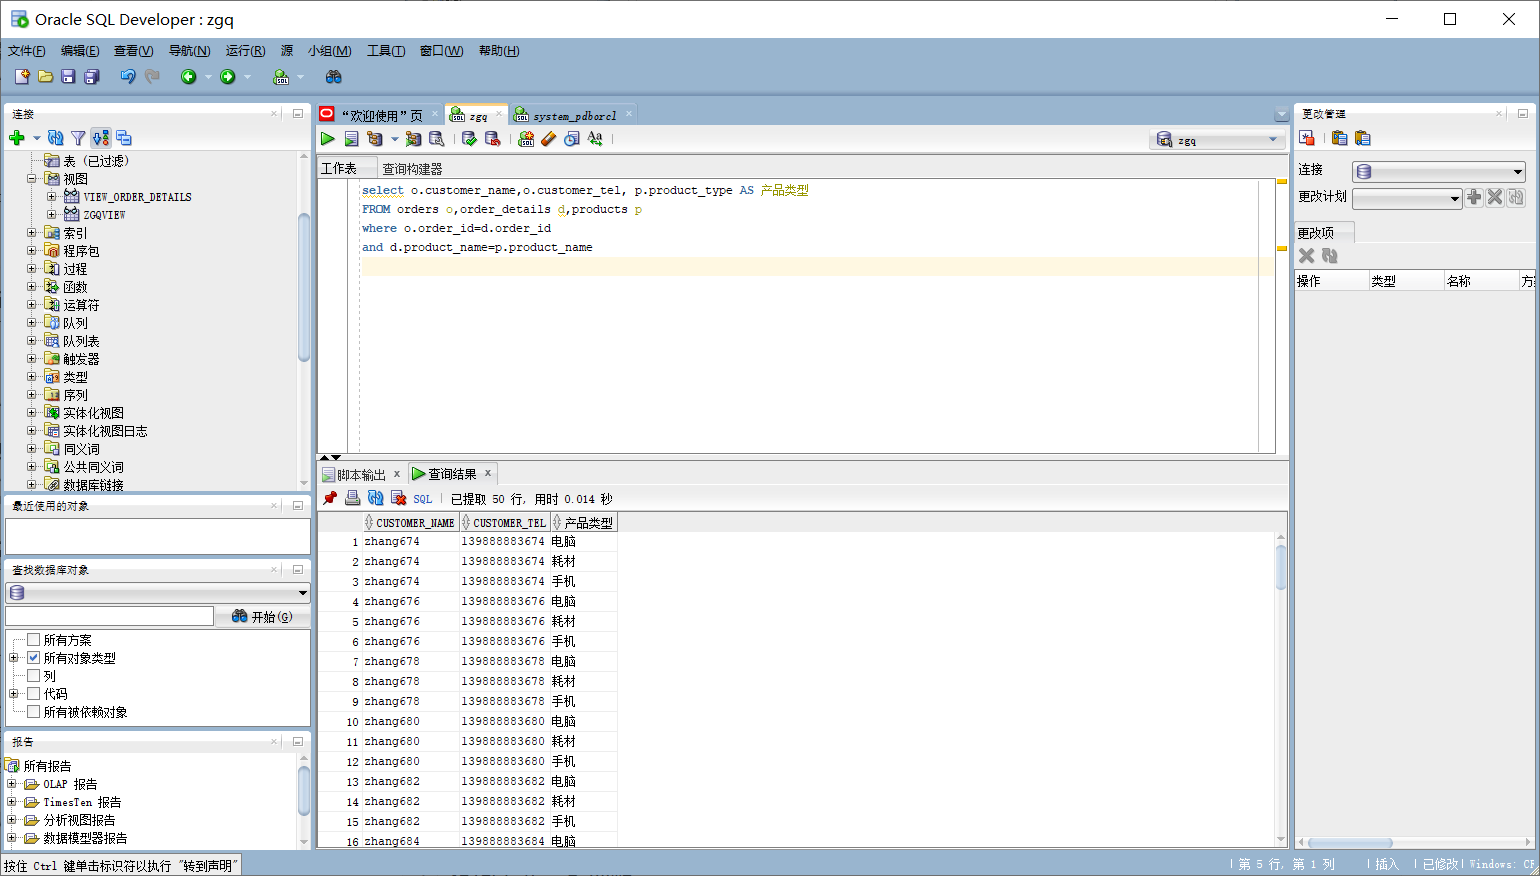 Oracle SQL Developer : zgq
文件(F) 编辑(E) 查看(V) 导航(N) 运行(R) 源 小组(M) 工具(T) 窗口(W) 帮助(H)
连接
表 (已过滤)
视图
VIEW_ORDER_DETAILS
ZGQVIEW
索引
程序包
过程
函数
运算符
队列
队列表
触发器
类型
序列
实体化视图
实体化视图日志
同义词
公共同义词
数据库链接
最近使用的对象
查找数据库对象
开始(G)
所有方案
所有对象类型
列
代码
所有被依赖对象
报告
所有报告
OLAP 报告
TimesTen 报告
分析视图报告
数据模型器报告
“欢迎使用”页 zgq system_pdborcl
zgq
工作表 查询构建器
select o.customer_name,o.customer_tel, p.product_type AS 产品类型
FROM orders o,order_details d,products p
where o.order_id=d.order_id
and d.product_name=p.product_name
脚本输出 查询结果
SQL 已提取 50 行, 用时 0.014 秒
CUSTOMER_NAME CUSTOMER_TEL 产品类型
1 zhang674 139888883674 电脑
2 zhang674 139888883674 耗材
3 zhang674 139888883674 手机
4 zhang676 139888883676 电脑
5 zhang676 139888883676 耗材
6 zhang676 139888883676 手机
7 zhang678 139888883678 电脑
8 zhang678 139888883678 耗材
9 zhang678 139888883678 手机
10 zhang680 139888883680 电脑
11 zhang680 139888883680 耗材
12 zhang680 139888883680 手机
13 zhang682 139888883682 电脑
14 zhang682 139888883682 耗材
15 zhang682 139888883682 手机
16 zhang684 139888883684 电脑
更改管理
连接
更改计划
更改项
操作 类型 名称
按住 Ctrl 键单击标识符以执行 "转到声明"
第 5 行, 第 1 列 插入 已修改 Windows: